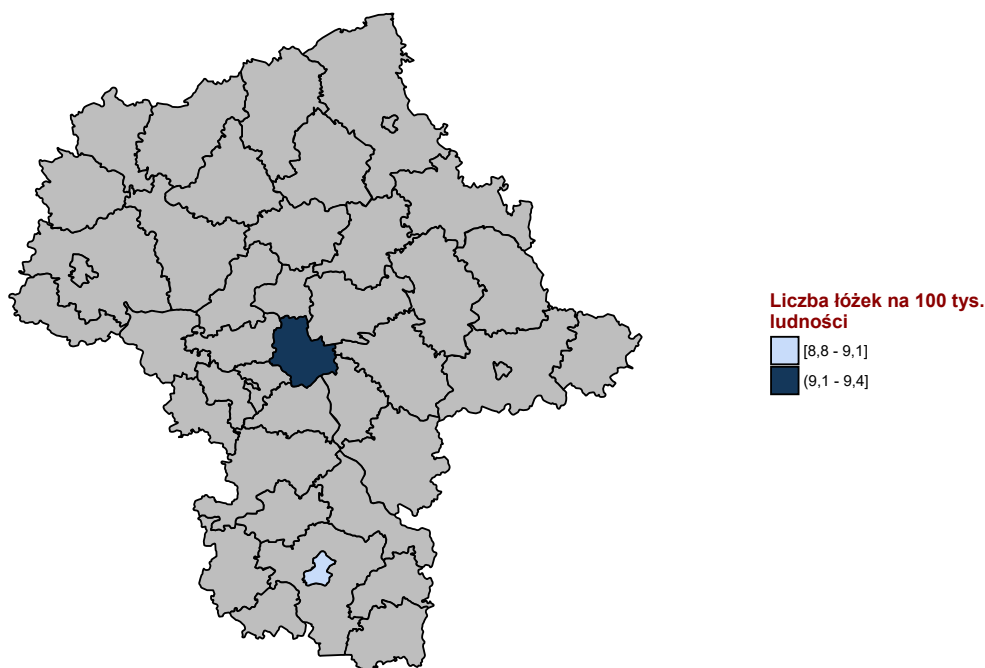 Liczba łóżek na 100 tys.
ludności
[8,8 - 9,1]
(9,1 - 9,4]